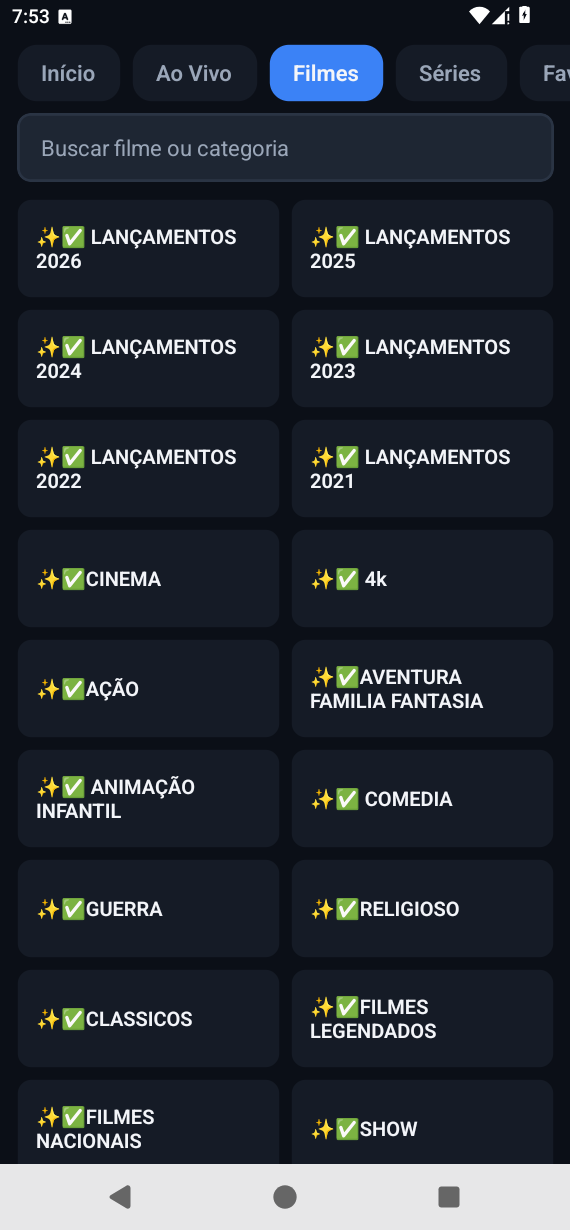 7:53 A
Início Ao Vivo Filmes Séries Fav
Buscar filme ou categoria
✨✅ LANÇAMENTOS
2026
✨✅ LANÇAMENTOS
2025
✨✅ LANÇAMENTOS
2024
✨✅ LANÇAMENTOS
2023
✨✅ LANÇAMENTOS
2022
✨✅ LANÇAMENTOS
2021
✨✅CINEMA
✨✅ 4k
✨✅AÇÃO
✨✅AVENTURA
FAMILIA FANTASIA
✨✅ ANIMAÇÃO
INFANTIL
✨✅ COMEDIA
✨✅GUERRA
✨✅RELIGIOSO
✨✅CLASSICOS
✨✅FILMES
LEGENDADOS
✨✅FILMES
NACIONAIS
✨✅SHOW